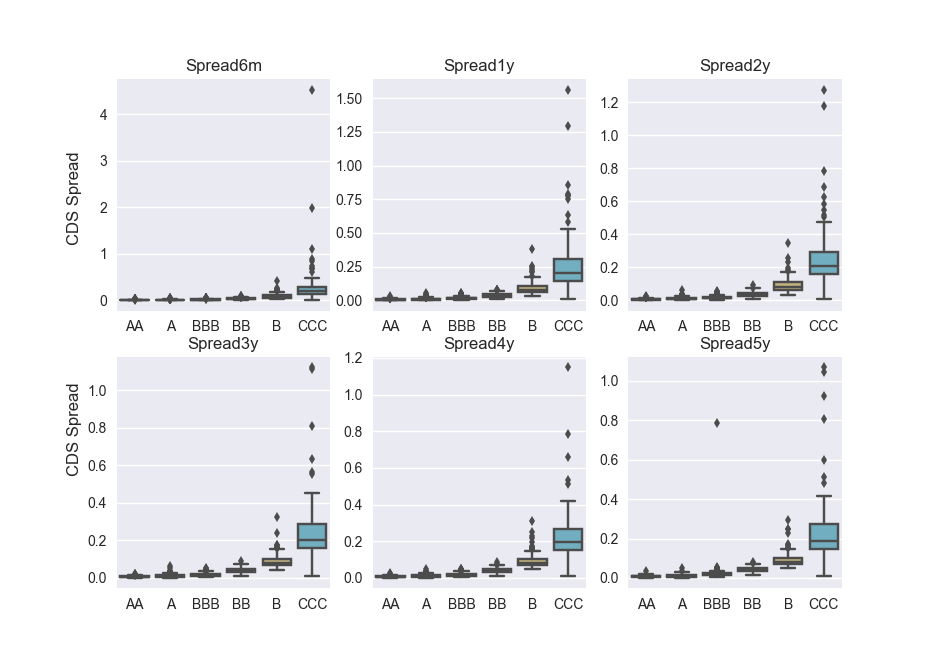 Spread6m
Spread1y
Spread2y
CDS Spread
4
3
2
1
0
1.50
1.25
1.00
0.75
0.50
0.25
0.00
1.2
1.0
0.8
0.6
0.4
0.2
0.0
AA A BBB BB B CCC
AA A BBB BB B CCC
AA A BBB BB B CCC
Spread3y
Spread4y
Spread5y
CDS Spread
1.0
0.8
0.6
0.4
0.2
0.0
1.2
1.0
0.8
0.6
0.4
0.2
0.0
1.0
0.8
0.6
0.4
0.2
0.0
AA A BBB BB B CCC
AA A BBB BB B CCC
AA A BBB BB B CCC